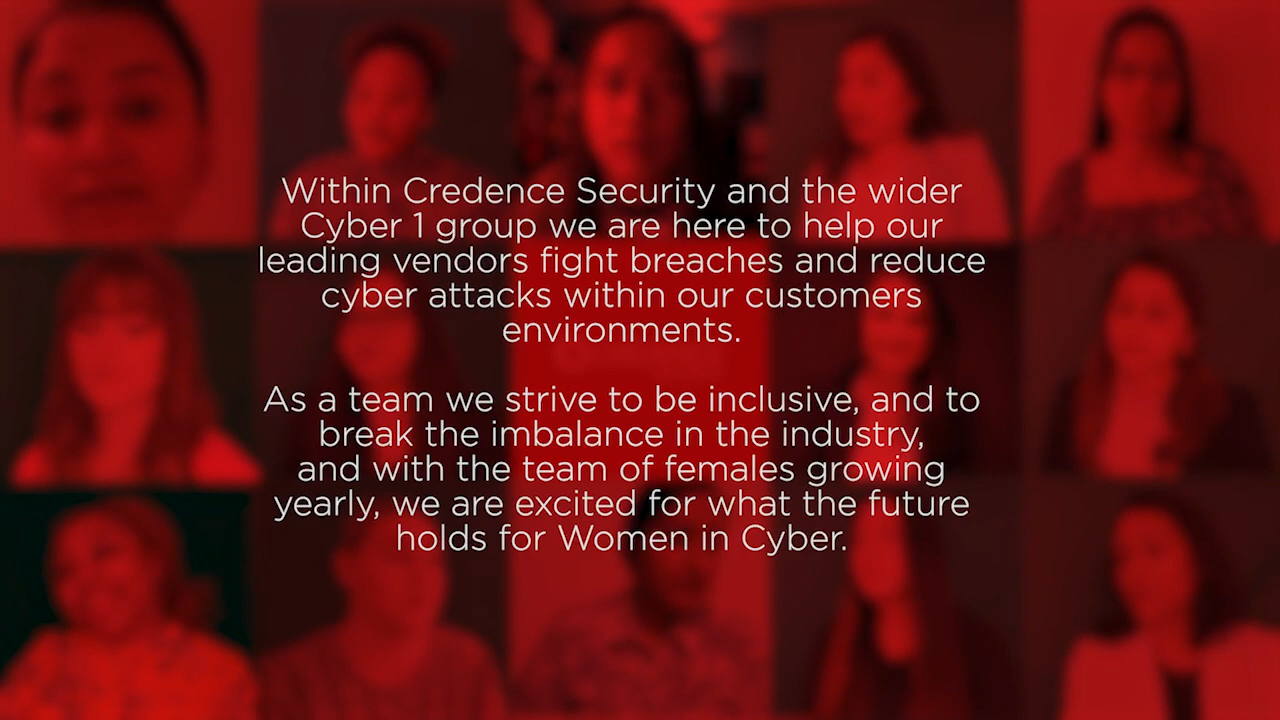 Within Credence Security and the wider
Cyber 1 group we are here to help our
leading vendors fight breaches and reduce
cyber attacks within our customers
environments.
As a team we strive to be inclusive, and to
break the imbalance in the industry,
and with the team of females growing
yearly, we are excited for what the future
holds for Women in Cyber.